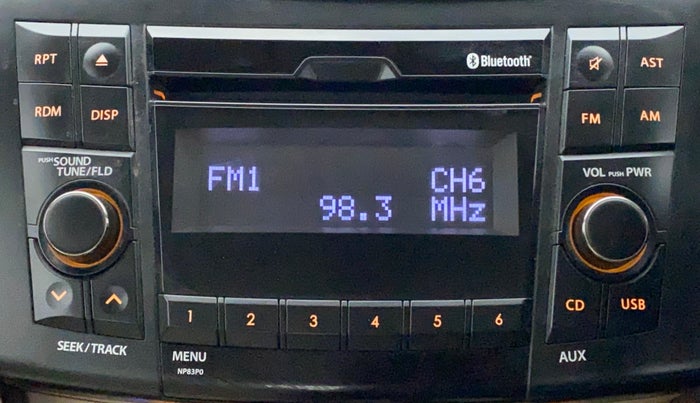 RPT
Bluetooth
AST
RDM
DISP
FM
AM
PUSH SOUND
TUNE/FLD
VOL PUSH PWR
FM1 CH6
98.3 MHz
CD
USB
1 2 3 4 5 6
SEEK/TRACK
MENU
NP83P0
AUX